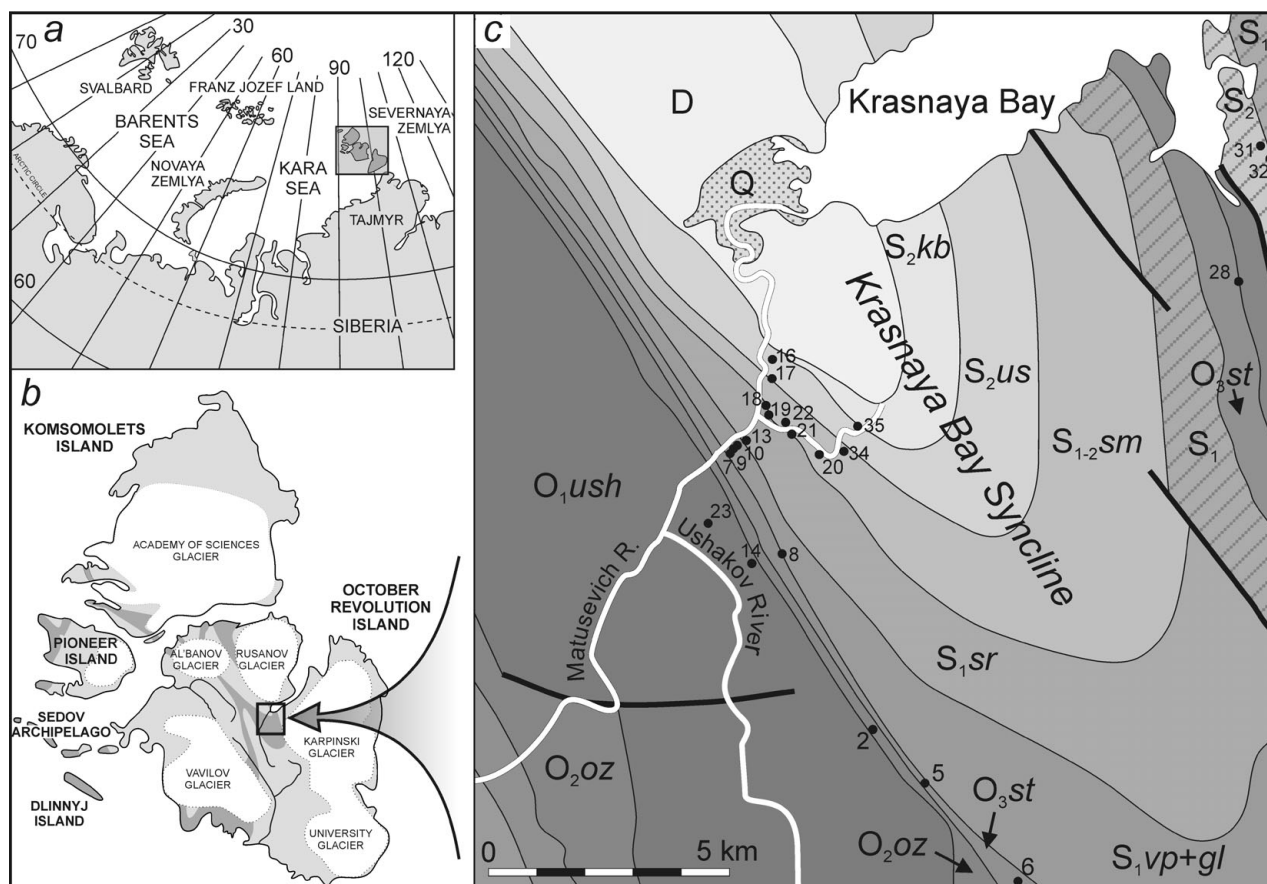 a
70
30
60
90
120
SVALBARD
FRANZ JOZEF LAND
SEVERNAYA
ZEMLYA
BARENTS
SEA
NOVAYA
ZEMLYA
KARA
SEA
ARCTIC CIRCLE
TAJMYR
60
SIBERIA
b
KOMSOMOLETS
ISLAND
ACADEMY OF SCIENCES
GLACIER
OCTOBER
REVOLUTION
ISLAND
PIONEER
ISLAND
AL'BANOV
GLACIER
RUSANOV
GLACIER
SEDOV
ARCHIPELAGO
KARPINSKI
GLACIER
VAVILOV
GLACIER
DLINNYJ
ISLAND
UNIVERSITY
GLACIER
c
D
Krasnaya Bay
S₁
S₂
31
32
Q
S₂kb
28
Krasnaya Bay Syncline
16
17
S₂us
O₃st
18
19
22
35
13
21
S₁₋₂sm
S₁
10
9
7
20
34
O₁ush
23
Ushakov River
14
8
Matusevich R.
S₁sr
2
O₂oz
5
O₃st
0
5 km
O₂oz
6
S₁vp+gl